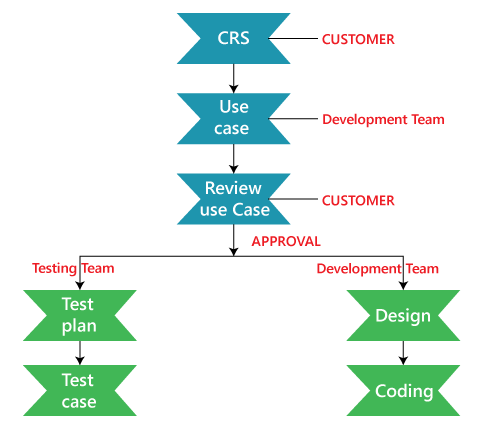 CRS
CUSTOMER
Use
case
Development Team
Review
use Case
CUSTOMER
APPROVAL
Testing Team
Development Team
Test
plan
Design
Test
case
Coding